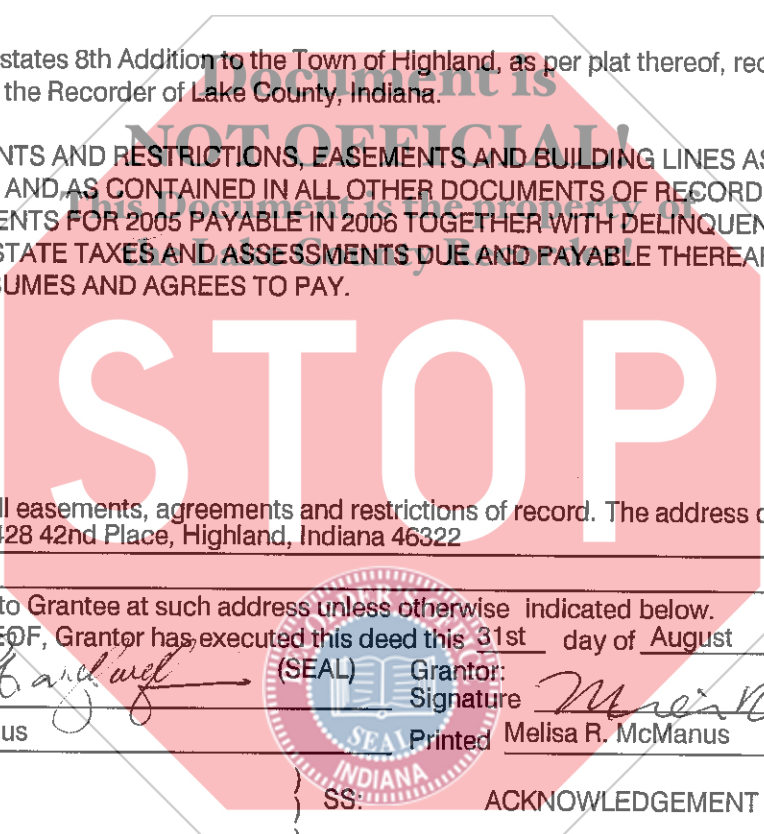 states 8th Addition to the Town of Highland, as per plat thereof, rec
Document is
the Recorder of Lake County, Indiana.
NOT OFFICIAL!
NTS AND RESTRICTIONS, EASEMENTS AND BUILDING LINES AS
AND AS CONTAINED IN ALL OTHER DOCUMENTS OF RECORD
This Document is the property of
ENTS FOR 2005 PAYABLE IN 2006 TOGETHER WITH DELINQUEN
STATE TAXES AND ASSESSMENTS DUE AND PAYABLE THEREAF
the Lake County Recorder!
SUMES AND AGREES TO PAY.
STOP
ll easements, agreements and restrictions of record. The address o
428 42nd Place, Highland, Indiana 46322
to Grantee at such address unless otherwise indicated below.
EOF, Grantor has executed this deed this 31st day of August
(SEAL) Grantor:
Signature
us Printed Melisa R. McManus
SEAL
INDIANA
SS: ACKNOWLEDGEMENT